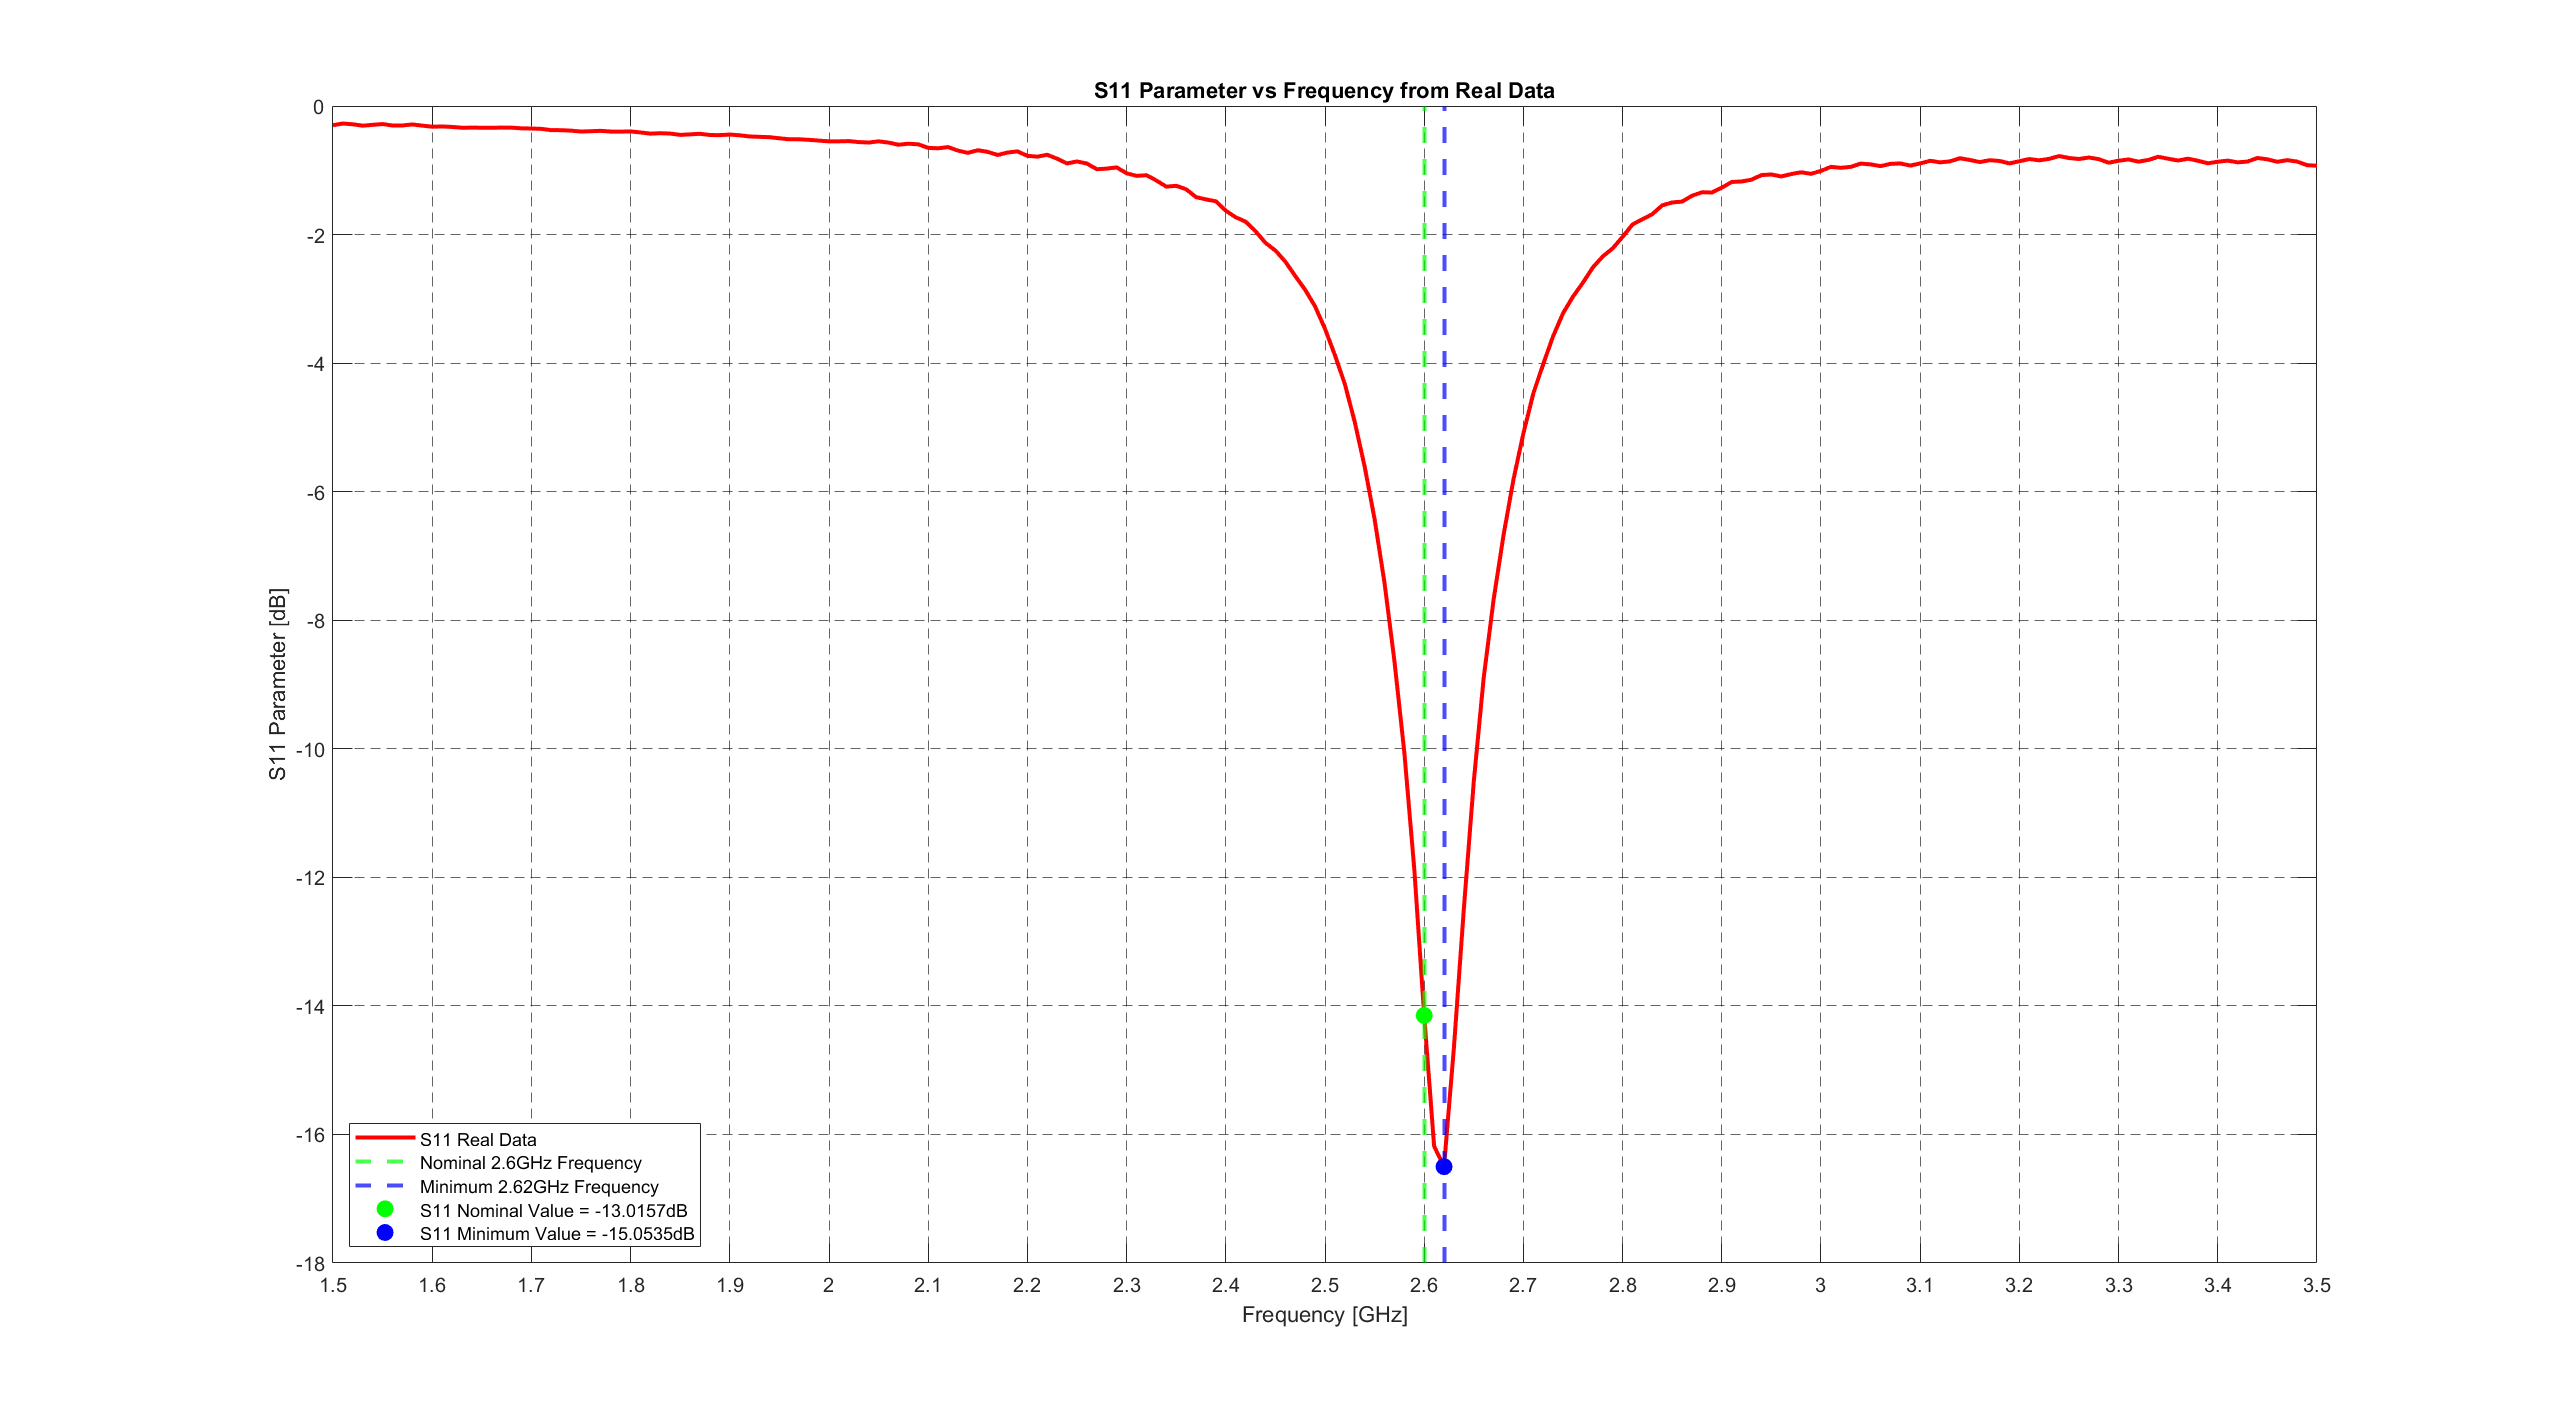 S11 Parameter vs Frequency from Real Data
0
-2
-4
-6
-8
-10
-12
-14
-16
-18
S11 Parameter [dB]
S11 Real Data
Nominal 2.6GHz Frequency
Minimum 2.62GHz Frequency
S11 Nominal Value = -13.0157dB
S11 Minimum Value = -15.0535dB
1.5 1.6 1.7 1.8 1.9 2 2.1 2.2 2.3 2.4 2.5 2.6 2.7 2.8 2.9 3 3.1 3.2 3.3 3.4 3.5
Frequency [GHz]